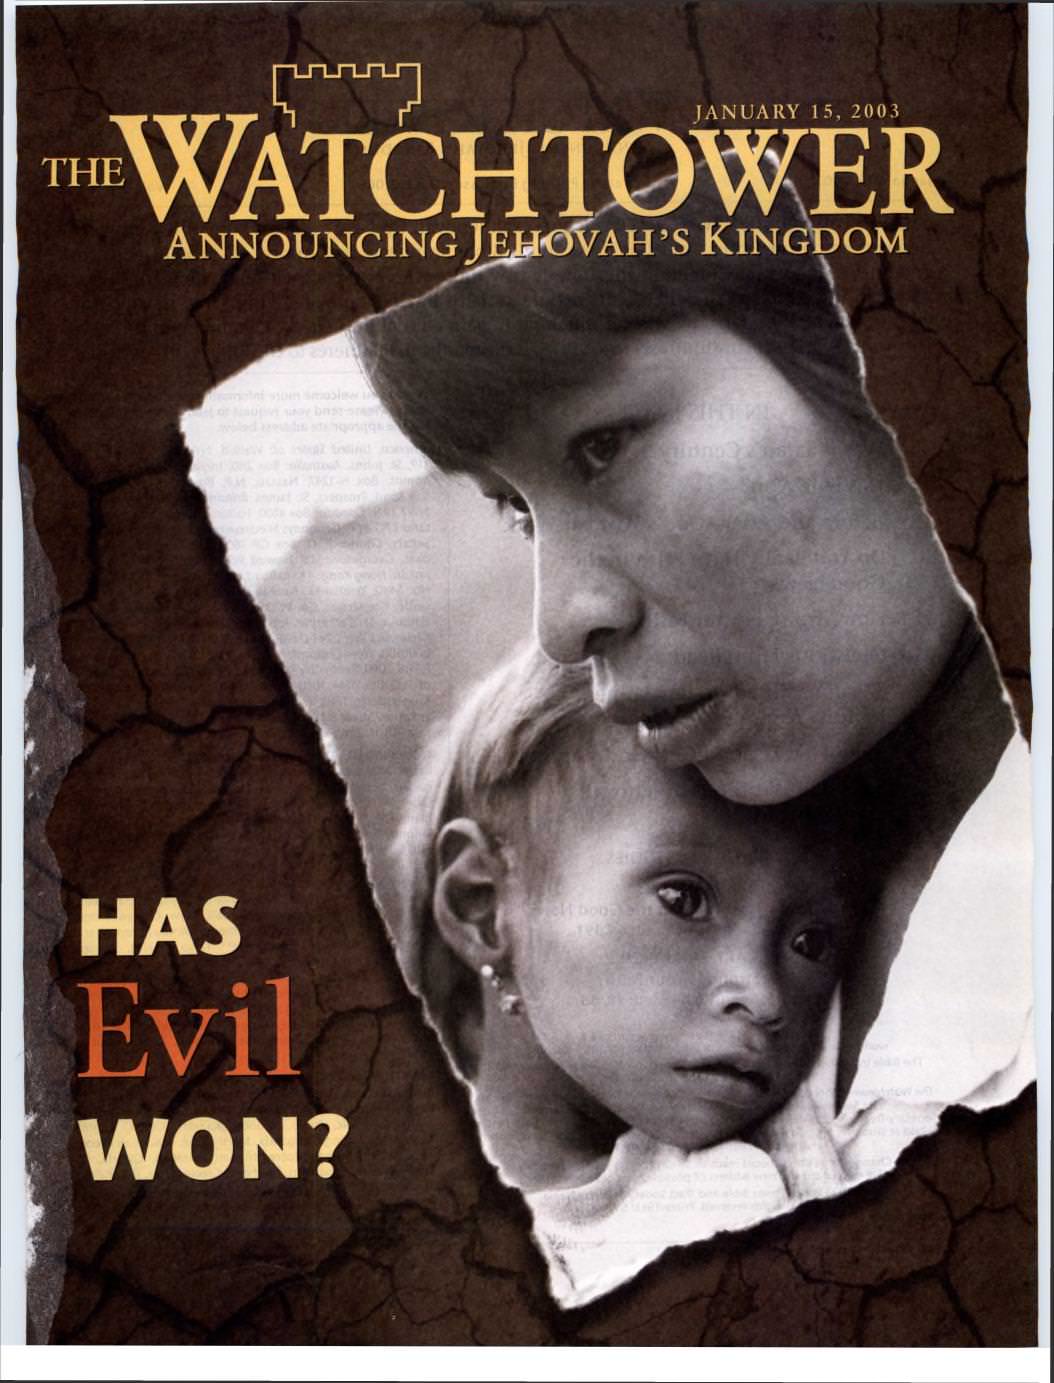 JANUARY 15, 2003
THE WATCHTOWER
ANNOUNCING JEHOVAH'S KINGDOM
HAS
Evil
WON?